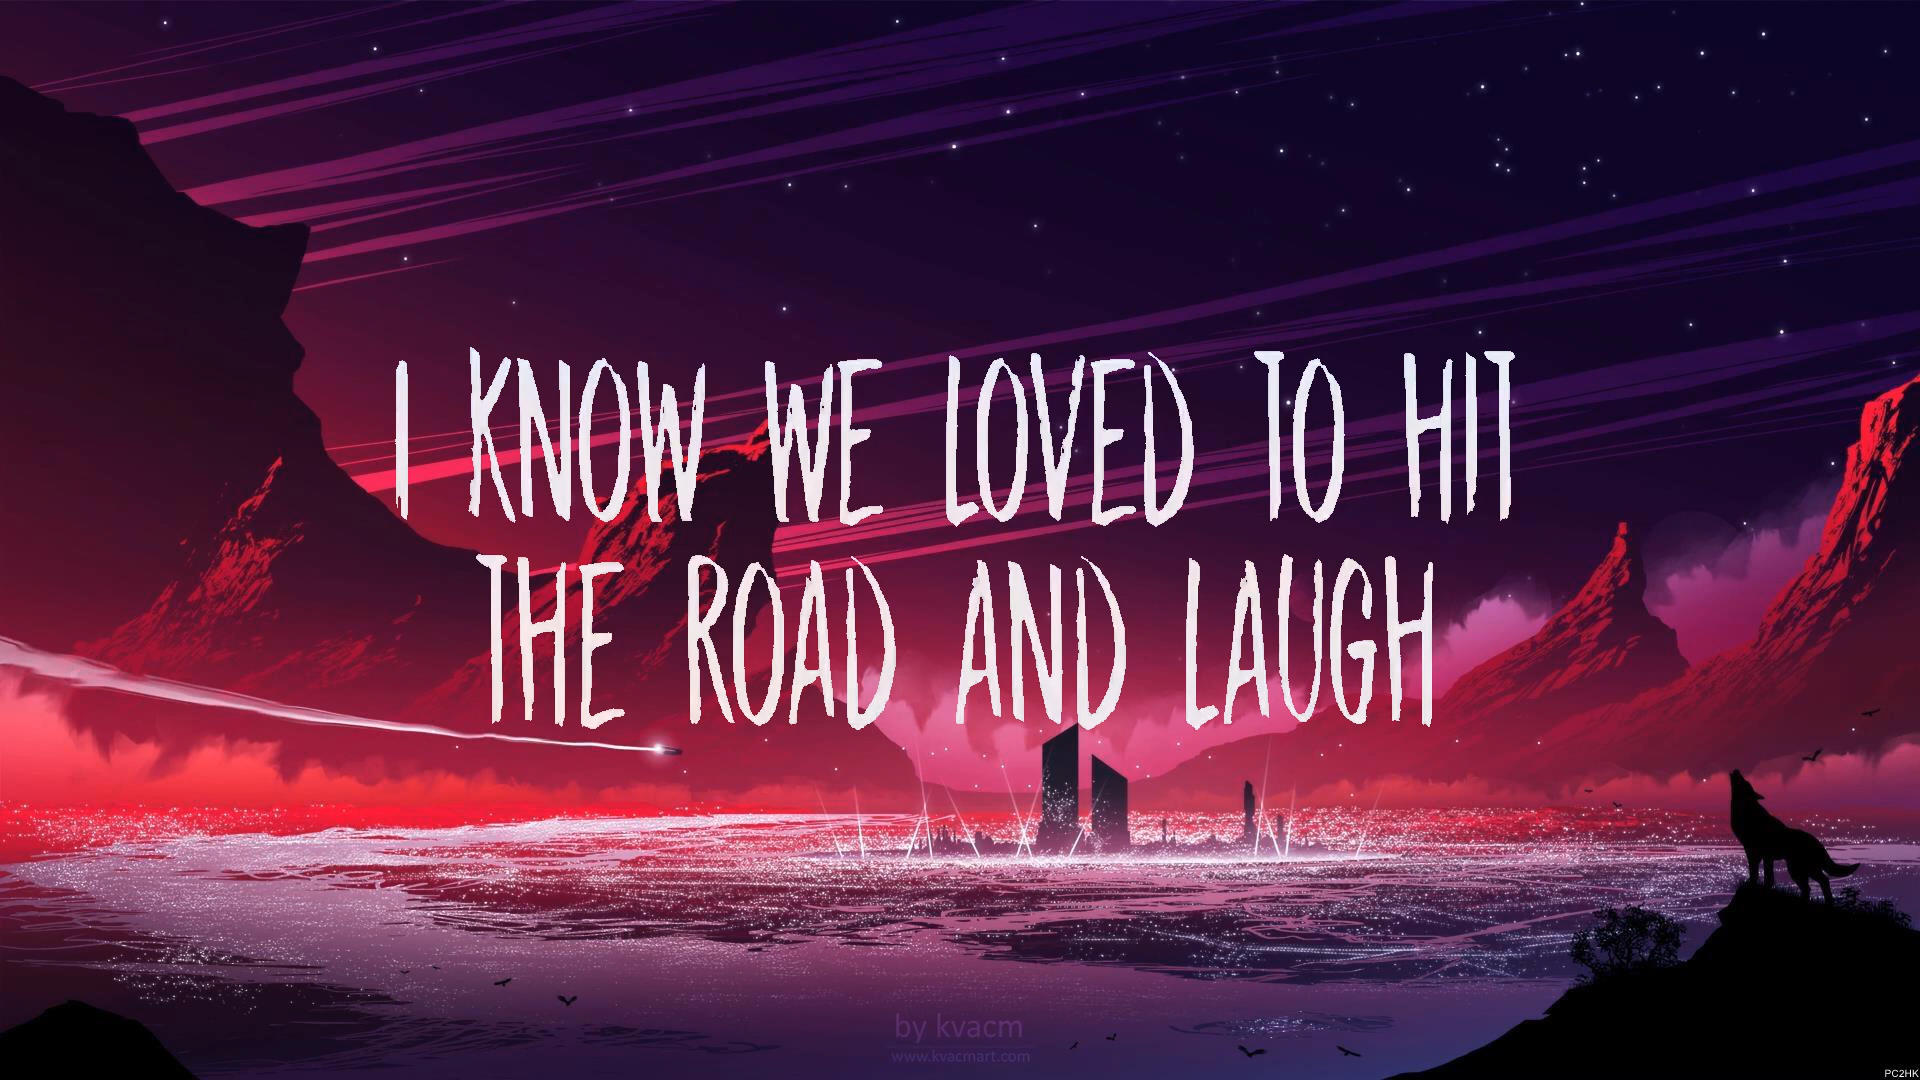 I KNOW WE LOVED TO HIT
THE ROAD AND LAUGH
by kvacm
www.kvacmart.com
PC2HK